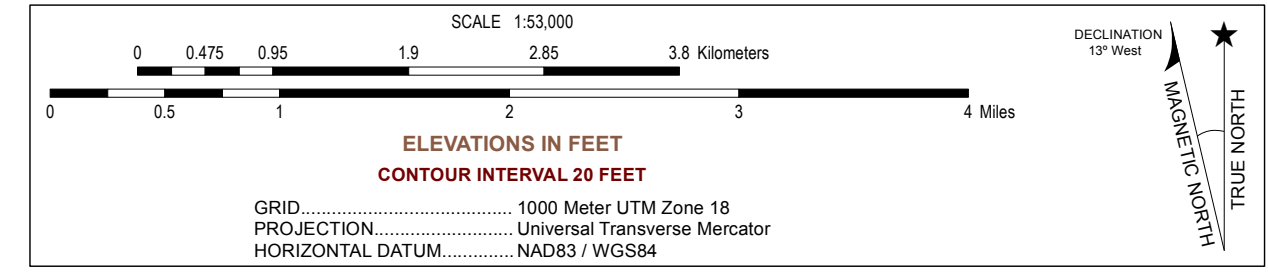 SCALE 1:53,000
0 0.475 0.95 1.9 2.85 3.8 Kilometers
0 0.5 1 2 3 4 Miles
ELEVATIONS IN FEET
CONTOUR INTERVAL 20 FEET
GRID......................................... 1000 Meter UTM Zone 18
PROJECTION........................... Universal Transverse Mercator
HORIZONTAL DATUM.............. NAD83 / WGS84
DECLINATION
13º West
MAGNETIC NORTH
TRUE NORTH